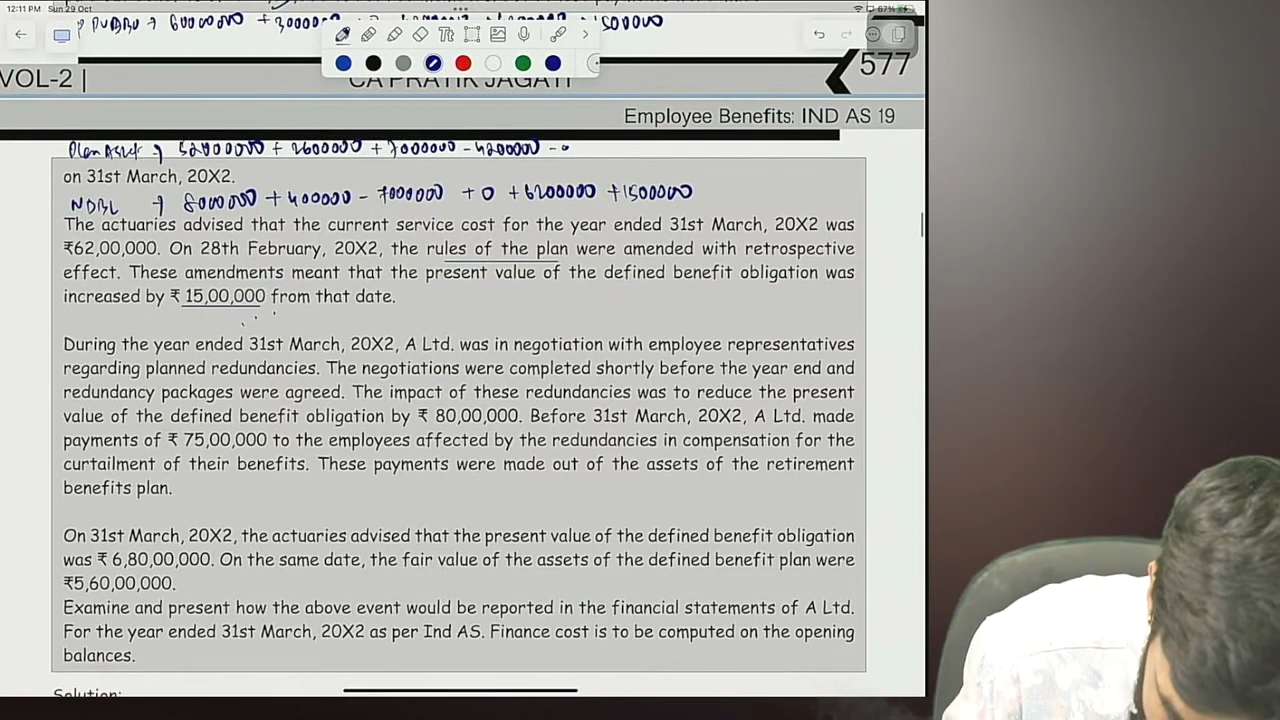 12:11 PM Sun 29 Oct
67%
60000000 + 3000000
1500000
VOL-2 |
CA PRATIK JAGATI
577
Employee Benefits: IND AS 19
Plan Asset → 52000000 + 2600000 + 7000000 - 4200000 -
on 31st March, 20X2.
NDBL → 8000000 + 400000 - 7000000 + 0 + 6200000 + 1500000
The actuaries advised that the current service cost for the year ended 31st March, 20X2 was
₹62,00,000. On 28th February, 20X2, the rules of the plan were amended with retrospective
effect. These amendments meant that the present value of the defined benefit obligation was
increased by ₹ 15,00,000 from that date.
During the year ended 31st March, 20X2, A Ltd. was in negotiation with employee representatives
regarding planned redundancies. The negotiations were completed shortly before the year end and
redundancy packages were agreed. The impact of these redundancies was to reduce the present
value of the defined benefit obligation by ₹ 80,00,000. Before 31st March, 20X2, A Ltd. made
payments of ₹ 75,00,000 to the employees affected by the redundancies in compensation for the
curtailment of their benefits. These payments were made out of the assets of the retirement
benefits plan.
On 31st March, 20X2, the actuaries advised that the present value of the defined benefit obligation
was ₹ 6,80,00,000. On the same date, the fair value of the assets of the defined benefit plan were
₹5,60,00,000.
Examine and present how the above event would be reported in the financial statements of A Ltd.
For the year ended 31st March, 20X2 as per Ind AS. Finance cost is to be computed on the opening
balances.
Solution: